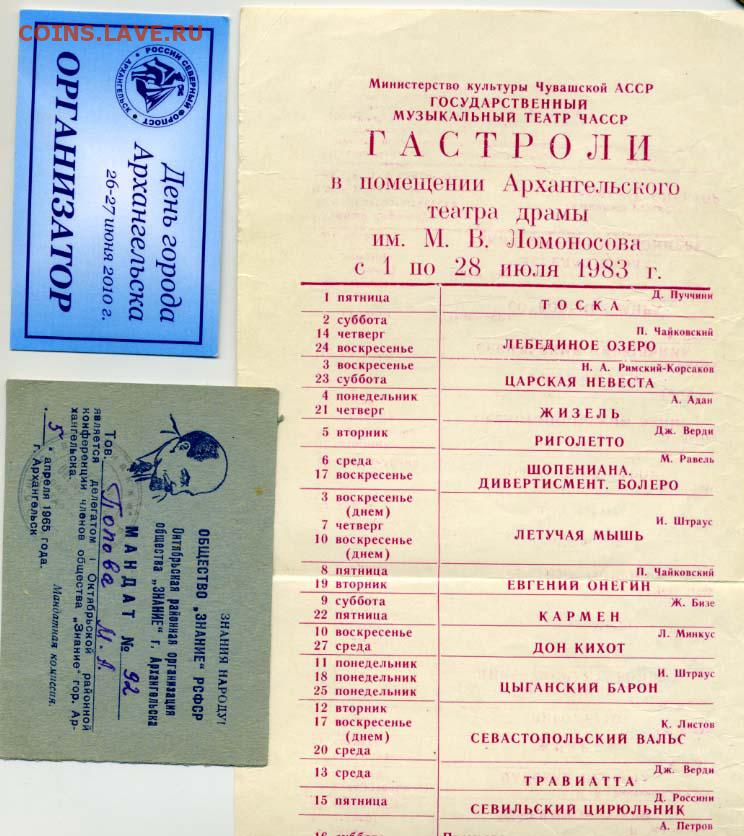 COINS.LAVE.RU
РОССИИ СЕВЕРНЫЙ ФОРПОСТ
АРХАНГЕЛЬСК
День города
Архангельска
26-27 июня 2010 г.
ОРГАНИЗАТОР
ЗНАНИЯ НАРОДУ!
ОБЩЕСТВО „ЗНАНИЕ" РСФСР
Октябрьская районная организация
общества „ЗНАНИЕ" г. Архангельска
МАНДАТ № 92
Тов. Попова М. А.
является делегатом I Октябрьской районной
конференции членов общества „Знание" гор. Ар-
хангельска.
Мандатная комиссия.
„5" апреля 1965 года.
г. Архангельск
Министерство культуры Чувашской АССР
ГОСУДАРСТВЕННЫЙ
МУЗЫКАЛЬНЫЙ ТЕАТР ЧАССР
ГАСТРОЛИ
в помещении Архангельского
театра драмы
им. М. В. Ломоносова
с 1 по 28 июля 1983 г.
1 пятница
Д. Пуччини
ТОСКА
2 суббота
14 четверг
24 воскресенье
П. Чайковский
ЛЕБЕДИНОЕ ОЗЕРО
3 воскресенье
23 суббота
Н. А. Римский-Корсаков
ЦАРСКАЯ НЕВЕСТА
4 понедельник
21 четверг
А. Адан
ЖИЗЕЛЬ
5 вторник
Дж. Верди
РИГОЛЕТТО
6 среда
17 воскресенье
М. Равель
ШОПЕНИАНА.
ДИВЕРТИСМЕНТ. БОЛЕРО
3 воскресенье
(днем)
7 четверг
10 воскресенье
(днем)
И. Штраус
ЛЕТУЧАЯ МЫШЬ
8 пятница
19 вторник
П. Чайковский
ЕВГЕНИЙ ОНЕГИН
9 суббота
22 пятница
Ж. Бизе
КАРМЕН
10 воскресенье
27 среда
Л. Минкус
ДОН КИХОТ
11 понедельник
18 понедельник
25 понедельник
И. Штраус
ЦЫГАНСКИЙ БАРОН
12 вторник
17 воскресенье
(днем)
20 среда
К. Листов
СЕВАСТОПОЛЬСКИЙ ВАЛЬС
13 среда
Дж. Верди
ТРАВИАТТА
15 пятница
Д. Россини
СЕВИЛЬСКИЙ ЦИРЮЛЬНИК
16 суббота
А. Петров